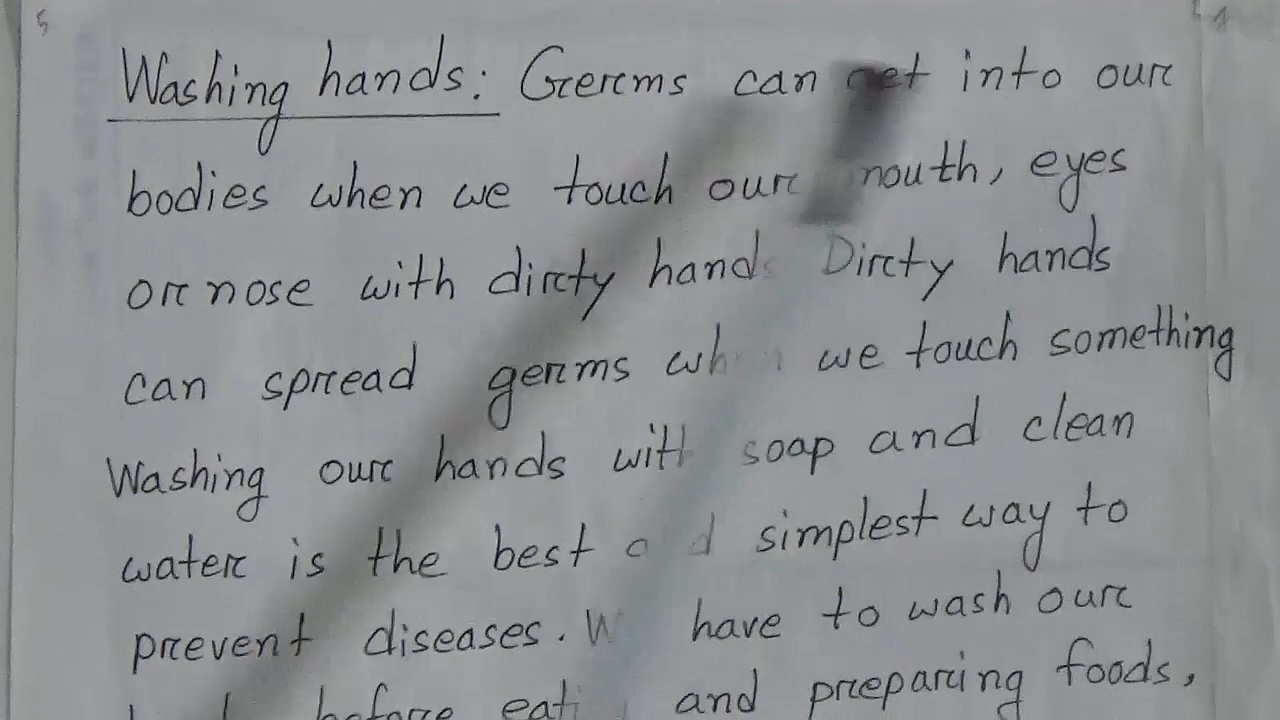 Washing hands: Germs can get into our
bodies when we touch our mouth, eyes
or nose with dirty hands Dirty hands
can spread germs when we touch something
Washing our hands with soap and clean
water is the best and simplest way to
prevent diseases. We have to wash our
before eating and preparing foods,